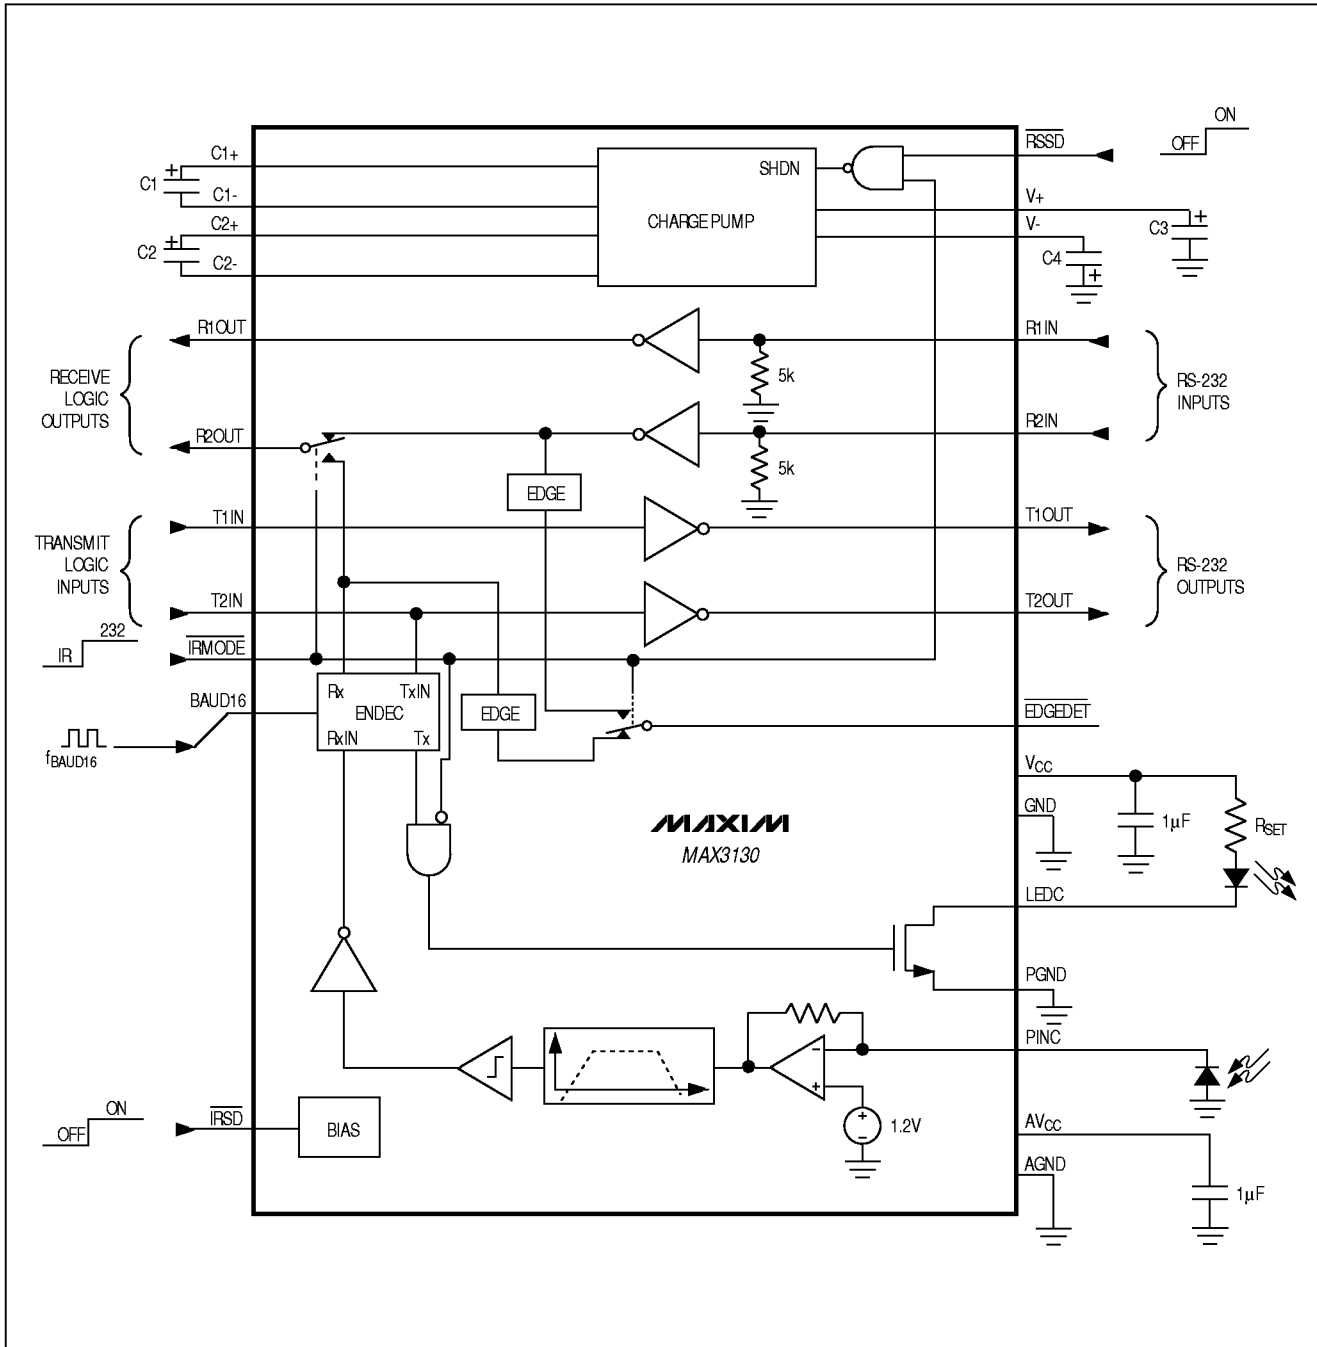 ON
OFF
RSSD
C1+
C1
C1-
C2+
C2
C2-
SHDN
CHARGE PUMP
V+
V-
C3
C4
R1OUT
R1IN
5k
RECEIVE
LOGIC
OUTPUTS
RS-232
INPUTS
R2OUT
R2IN
5k
EDGE
T1IN
T1OUT
TRANSMIT
LOGIC
INPUTS
RS-232
OUTPUTS
T2IN
T2OUT
232
IR
IRMODE
BAUD16
fBAUD16
Rx
TxIN
ENDEC
RxIN
Tx
EDGE
EDGEDET
VCC
GND
1µF
RSET
MAXIM
MAX3130
LEDC
PGND
PINC
+
-
+
-
1.2V
ON
OFF
IRSD
BIAS
AVCC
AGND
1µF